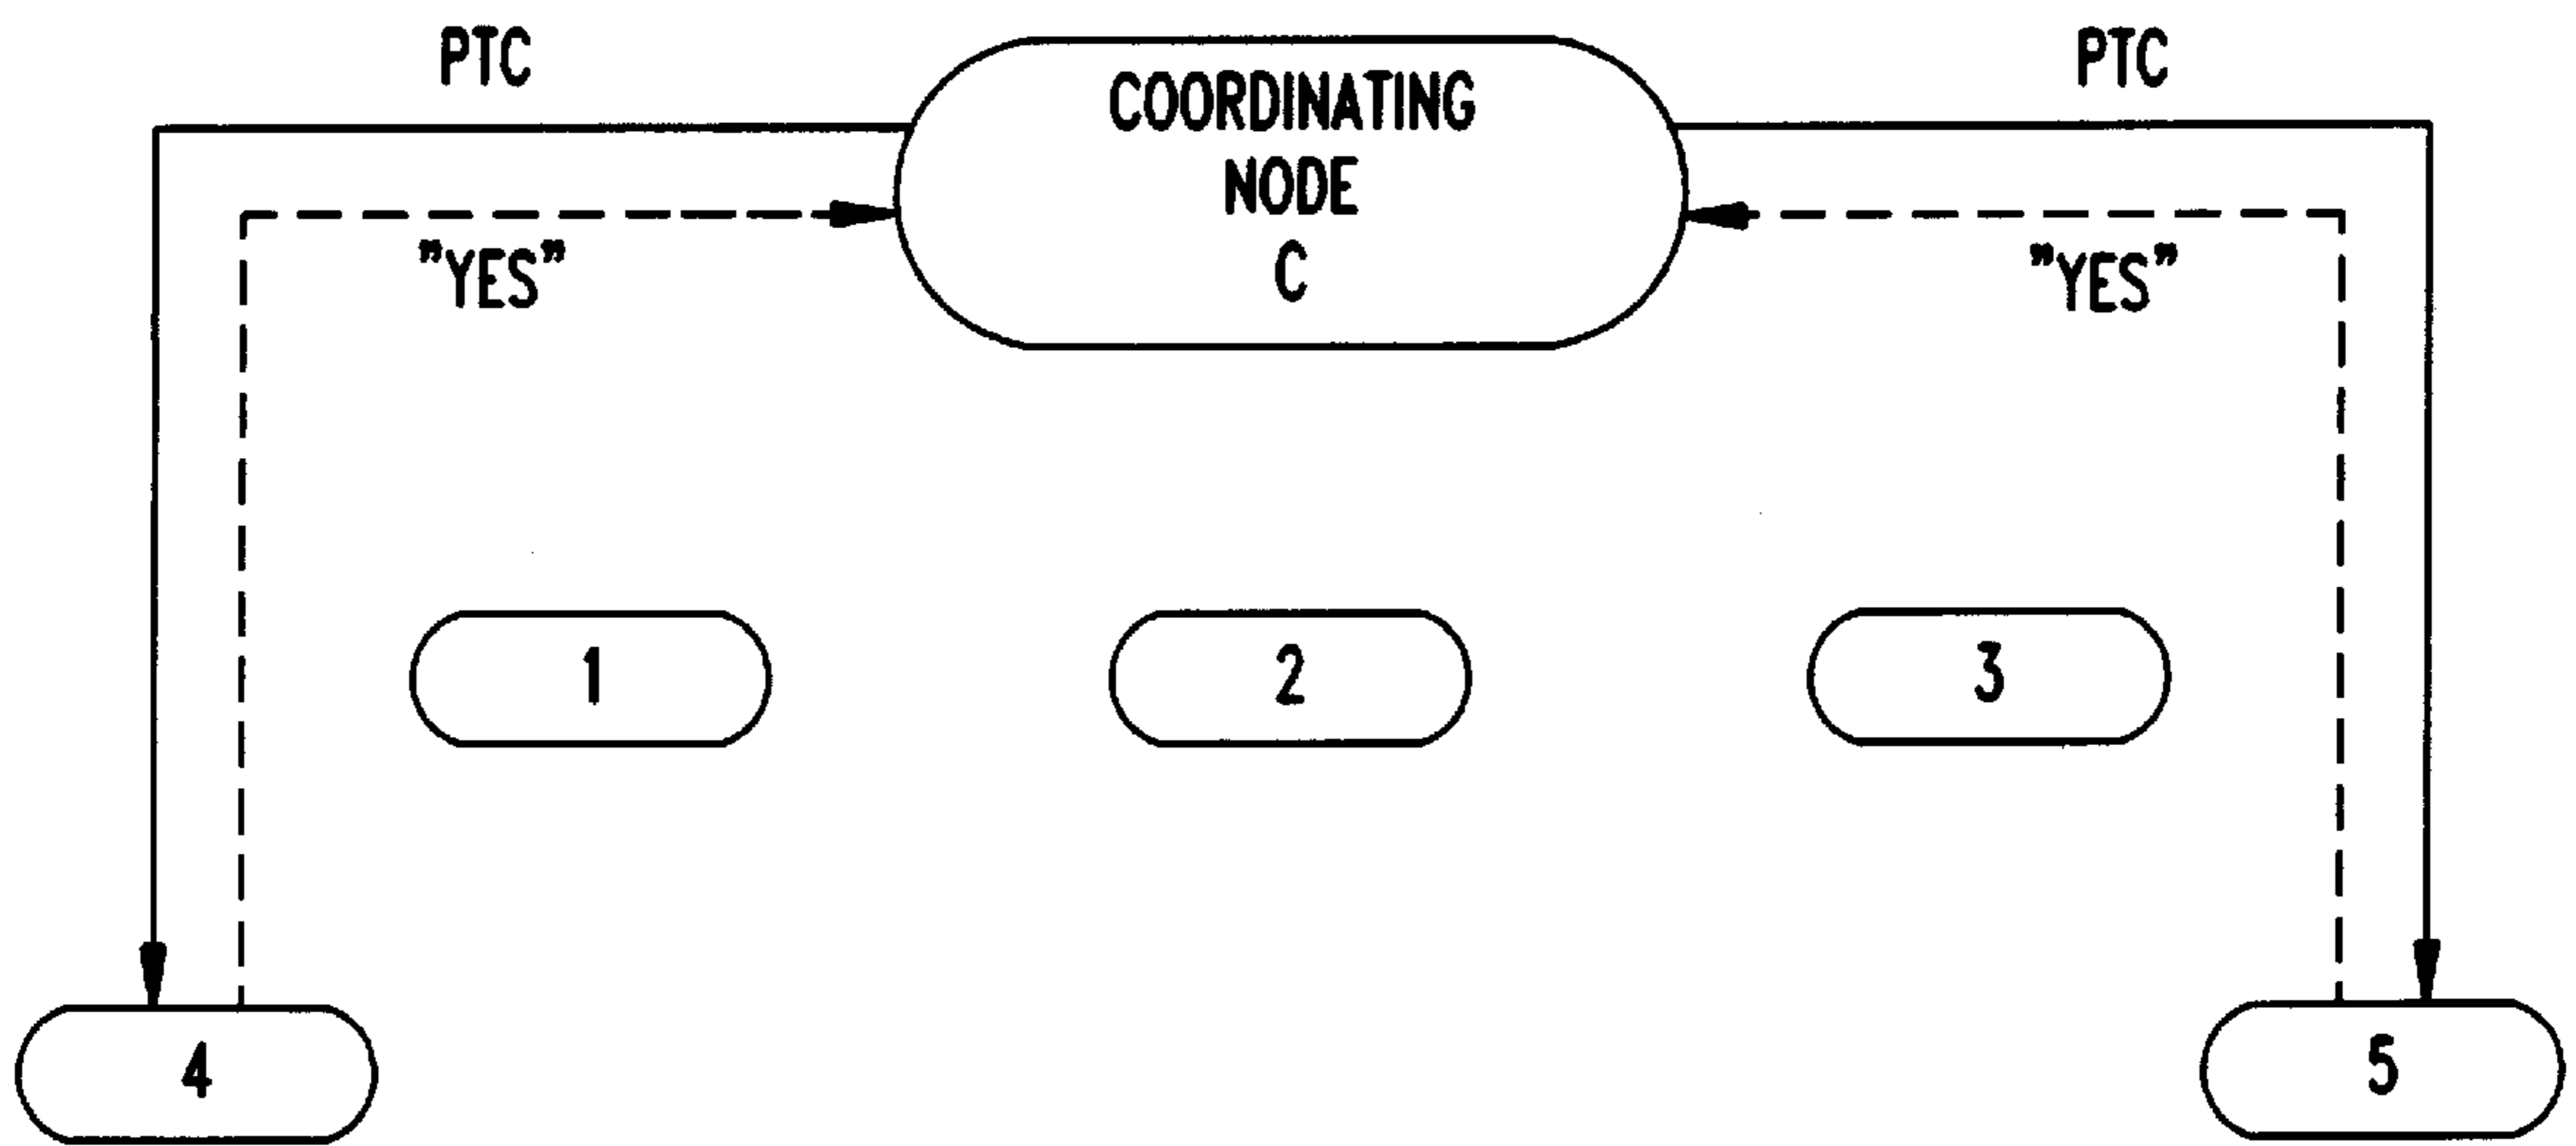 PTC
PTC
COORDINATING
NODE
C
"YES"
"YES"
1
2
3
4
5